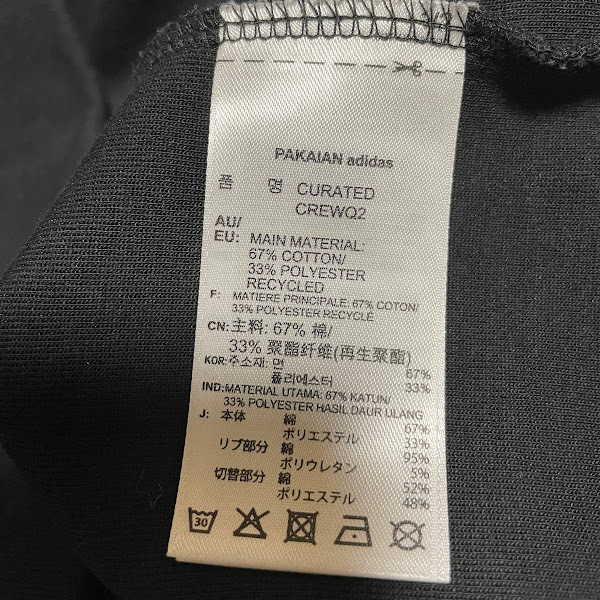 PAKAIAN adidas
품 명 CURATED
CREWQ2
AU/
EU: MAIN MATERIAL:
67% COTTON/
33% POLYESTER
RECYCLED
F: MATIERE PRINCIPALE: 67% COTON/
33% POLYESTER RECYCLÉ
CN: 主料: 67% 棉/
33% 聚酯纤维(再生聚酯)
KOR: 주소재: 면 67%
폴리에스터 33%
IND: MATERIAL UTAMA: 67% KATUN/
33% POLYESTER HASIL DAUR ULANG
J: 本体 綿 67%
ポリエステル 33%
リブ部分 綿 95%
ポリウレタン 5%
切替部分 綿 52%
ポリエステル 48%
30